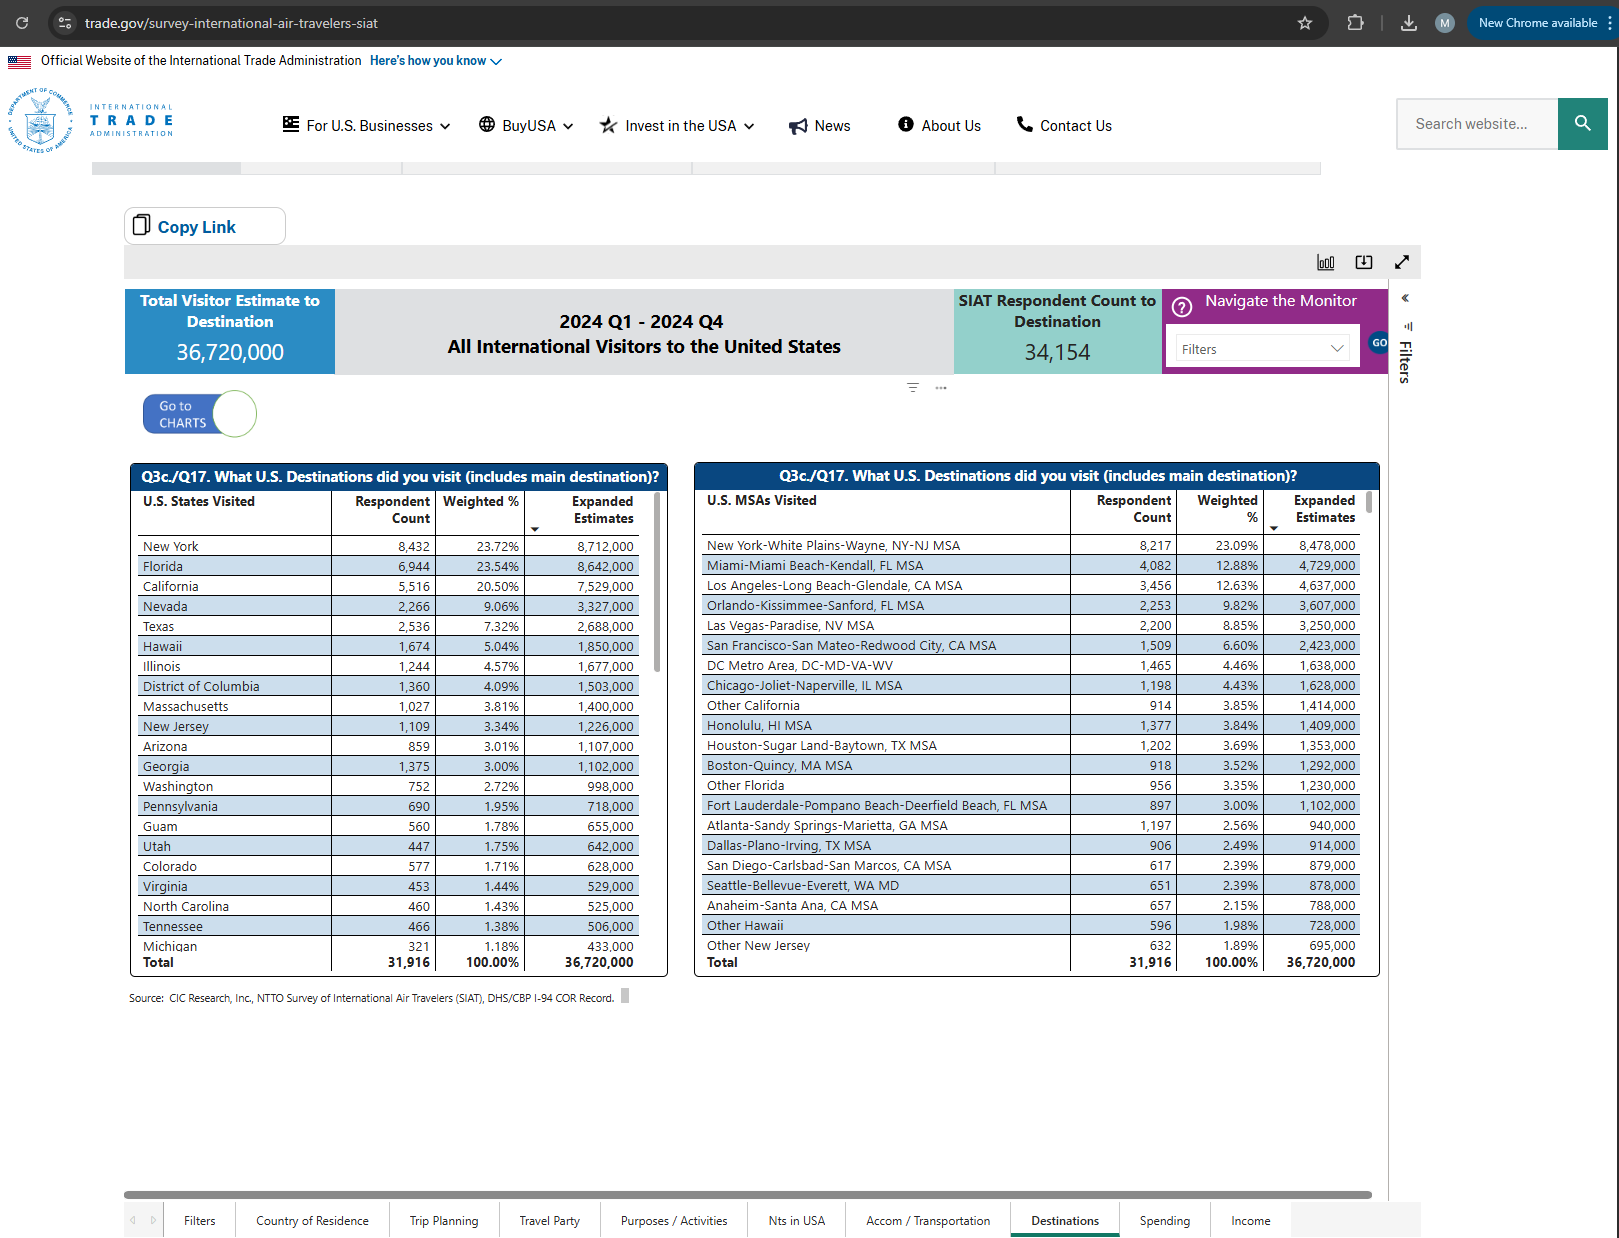 trade.gov/survey-international-air-travelers-siat
M
New Chrome available
Official Website of the International Trade Administration Here's how you know
DEPARTMENT OF COMMERCE
UNITED STATES OF AMERICA
INTERNATIONAL
TRADE
ADMINISTRATION
For U.S. Businesses
BuyUSA
Invest in the USA
News
About Us
Contact Us
Search website...
Copy Link
Total Visitor Estimate to
Destination
36,720,000
2024 Q1 - 2024 Q4
All International Visitors to the United States
SIAT Respondent Count to
Destination
34,154
Navigate the Monitor
Filters
GO
Filters
Go to
CHARTS
Q3c./Q17. What U.S. Destinations did you visit (includes main destination)?
U.S. States Visited Respondent Count Weighted % Expanded Estimates
New York 8,432 23.72% 8,712,000
Florida 6,944 23.54% 8,642,000
California 5,516 20.50% 7,529,000
Nevada 2,266 9.06% 3,327,000
Texas 2,536 7.32% 2,688,000
Hawaii 1,674 5.04% 1,850,000
Illinois 1,244 4.57% 1,677,000
District of Columbia 1,360 4.09% 1,503,000
Massachusetts 1,027 3.81% 1,400,000
New Jersey 1,109 3.34% 1,226,000
Arizona 859 3.01% 1,107,000
Georgia 1,375 3.00% 1,102,000
Washington 752 2.72% 998,000
Pennsylvania 690 1.95% 718,000
Guam 560 1.78% 655,000
Utah 447 1.75% 642,000
Colorado 577 1.71% 628,000
Virginia 453 1.44% 529,000
North Carolina 460 1.43% 525,000
Tennessee 466 1.38% 506,000
Michigan 321 1.18% 433,000
Total 31,916 100.00% 36,720,000
Q3c./Q17. What U.S. Destinations did you visit (includes main destination)?
U.S. MSAs Visited Respondent Count Weighted % Expanded Estimates
New York-White Plains-Wayne, NY-NJ MSA 8,217 23.09% 8,478,000
Miami-Miami Beach-Kendall, FL MSA 4,082 12.88% 4,729,000
Los Angeles-Long Beach-Glendale, CA MSA 3,456 12.63% 4,637,000
Orlando-Kissimmee-Sanford, FL MSA 2,253 9.82% 3,607,000
Las Vegas-Paradise, NV MSA 2,200 8.85% 3,250,000
San Francisco-San Mateo-Redwood City, CA MSA 1,509 6.60% 2,423,000
DC Metro Area, DC-MD-VA-WV 1,465 4.46% 1,638,000
Chicago-Joliet-Naperville, IL MSA 1,198 4.43% 1,628,000
Other California 914 3.85% 1,414,000
Honolulu, HI MSA 1,377 3.84% 1,409,000
Houston-Sugar Land-Baytown, TX MSA 1,202 3.69% 1,353,000
Boston-Quincy, MA MSA 918 3.52% 1,292,000
Other Florida 956 3.35% 1,230,000
Fort Lauderdale-Pompano Beach-Deerfield Beach, FL MSA 897 3.00% 1,102,000
Atlanta-Sandy Springs-Marietta, GA MSA 1,197 2.56% 940,000
Dallas-Plano-Irving, TX MSA 906 2.49% 914,000
San Diego-Carlsbad-San Marcos, CA MSA 617 2.39% 879,000
Seattle-Bellevue-Everett, WA MD 651 2.39% 878,000
Anaheim-Santa Ana, CA MSA 657 2.15% 788,000
Other Hawaii 596 1.98% 728,000
Other New Jersey 632 1.89% 695,000
Total 31,916 100.00% 36,720,000
Source: CIC Research, Inc., NTTO Survey of International Air Travelers (SIAT), DHS/CBP I-94 COR Record.
Filters
Country of Residence
Trip Planning
Travel Party
Purposes / Activities
Nts in USA
Accom / Transportation
Destinations
Spending
Income